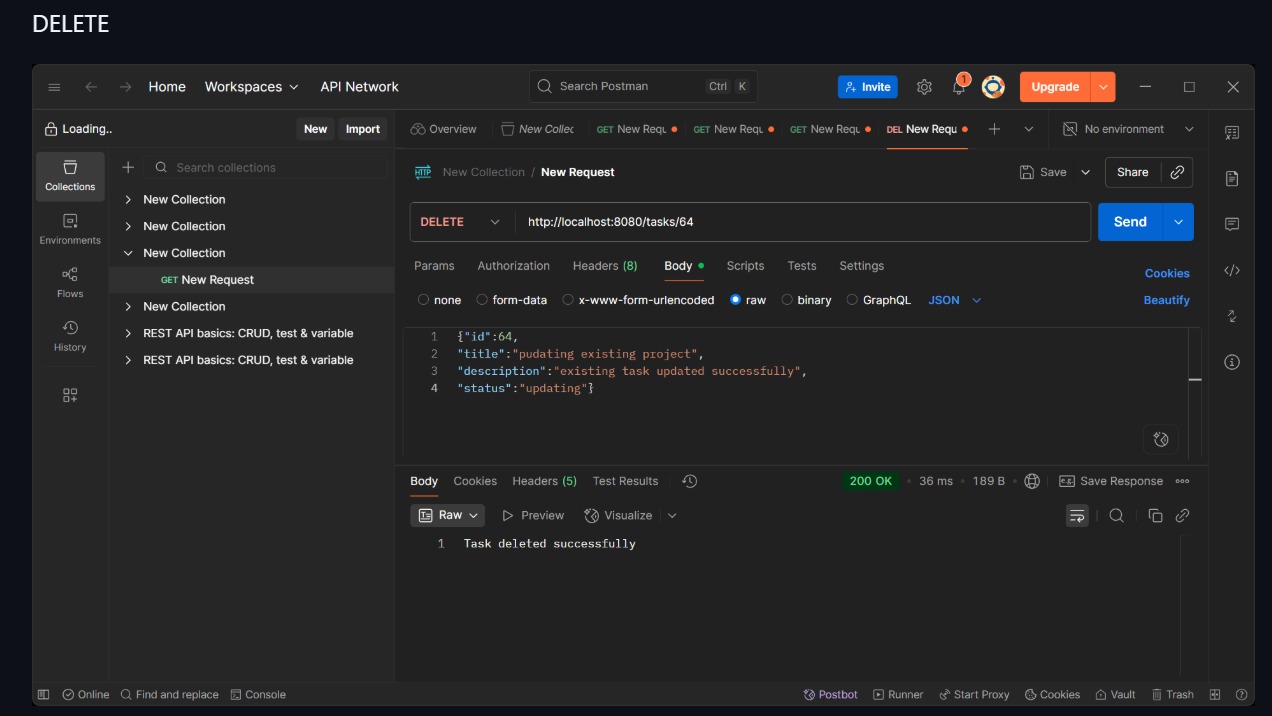 DELETE
Home Workspaces API Network Search Postman Ctrl K Invite 1 Upgrade
Loading.. New Import Overview New Collec GET New Requ GET New Requ GET New Requ DEL New Requ No environment
Collections
Environments
Flows
History
Search collections
New Collection
New Collection
New Collection
GET New Request
New Collection
REST API basics: CRUD, test & variable
REST API basics: CRUD, test & variable
HTTP New Collection / New Request Save Share
DELETE http://localhost:8080/tasks/64 Send
Params Authorization Headers (8) Body Scripts Tests Settings Cookies
none form-data x-www-form-urlencoded raw binary GraphQL JSON Beautify
1 {"id":64,
2 "title":"pudating existing project",
3 "description":"existing task updated successfully",
4 "status":"updating"}
Body Cookies Headers (5) Test Results 200 OK 36 ms 189 B e.g. Save Response
Raw Preview Visualize
1 Task deleted successfully
Online Find and replace Console Postbot Runner Start Proxy Cookies Vault Trash